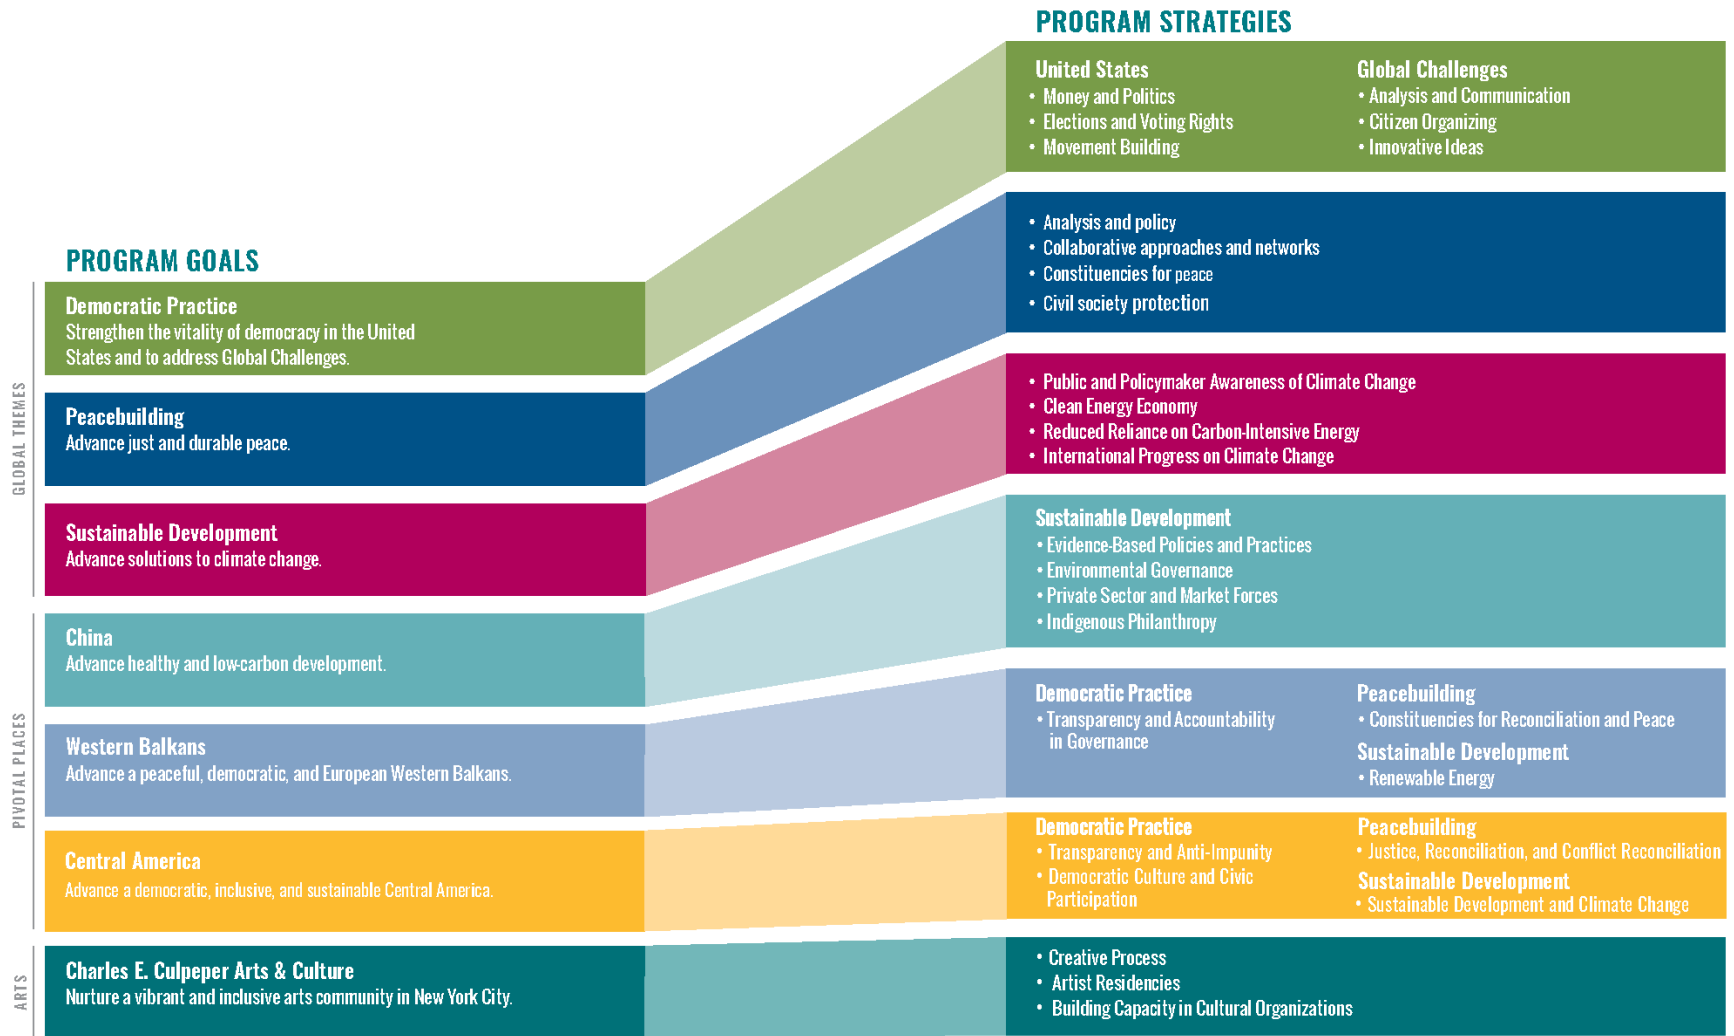 PROGRAM GOALS
GLOBAL THEMES
Democratic Practice
Strengthen the vitality of democracy in the United
States and to address Global Challenges.
Peacebuilding
Advance just and durable peace.
Sustainable Development
Advance solutions to climate change.
PIVOTAL PLACES
China
Advance healthy and low-carbon development.
Western Balkans
Advance a peaceful, democratic, and European Western Balkans.
Central America
Advance a democratic, inclusive, and sustainable Central America.
ARTS
Charles E. Culpeper Arts & Culture
Nurture a vibrant and inclusive arts community in New York City.
PROGRAM STRATEGIES
United States
• Money and Politics
• Elections and Voting Rights
• Movement Building
Global Challenges
• Analysis and Communication
• Citizen Organizing
• Innovative Ideas
• Analysis and policy
• Collaborative approaches and networks
• Constituencies for peace
• Civil society protection
• Public and Policymaker Awareness of Climate Change
• Clean Energy Economy
• Reduced Reliance on Carbon-Intensive Energy
• International Progress on Climate Change
Sustainable Development
• Evidence-Based Policies and Practices
• Environmental Governance
• Private Sector and Market Forces
• Indigenous Philanthropy
Democratic Practice
• Transparency and Accountability
in Governance
Peacebuilding
• Constituencies for Reconciliation and Peace
Sustainable Development
• Renewable Energy
Democratic Practice
• Transparency and Anti-Impunity
• Democratic Culture and Civic
Participation
Peacebuilding
• Justice, Reconciliation, and Conflict Reconciliation
Sustainable Development
• Sustainable Development and Climate Change
• Creative Process
• Artist Residencies
• Building Capacity in Cultural Organizations